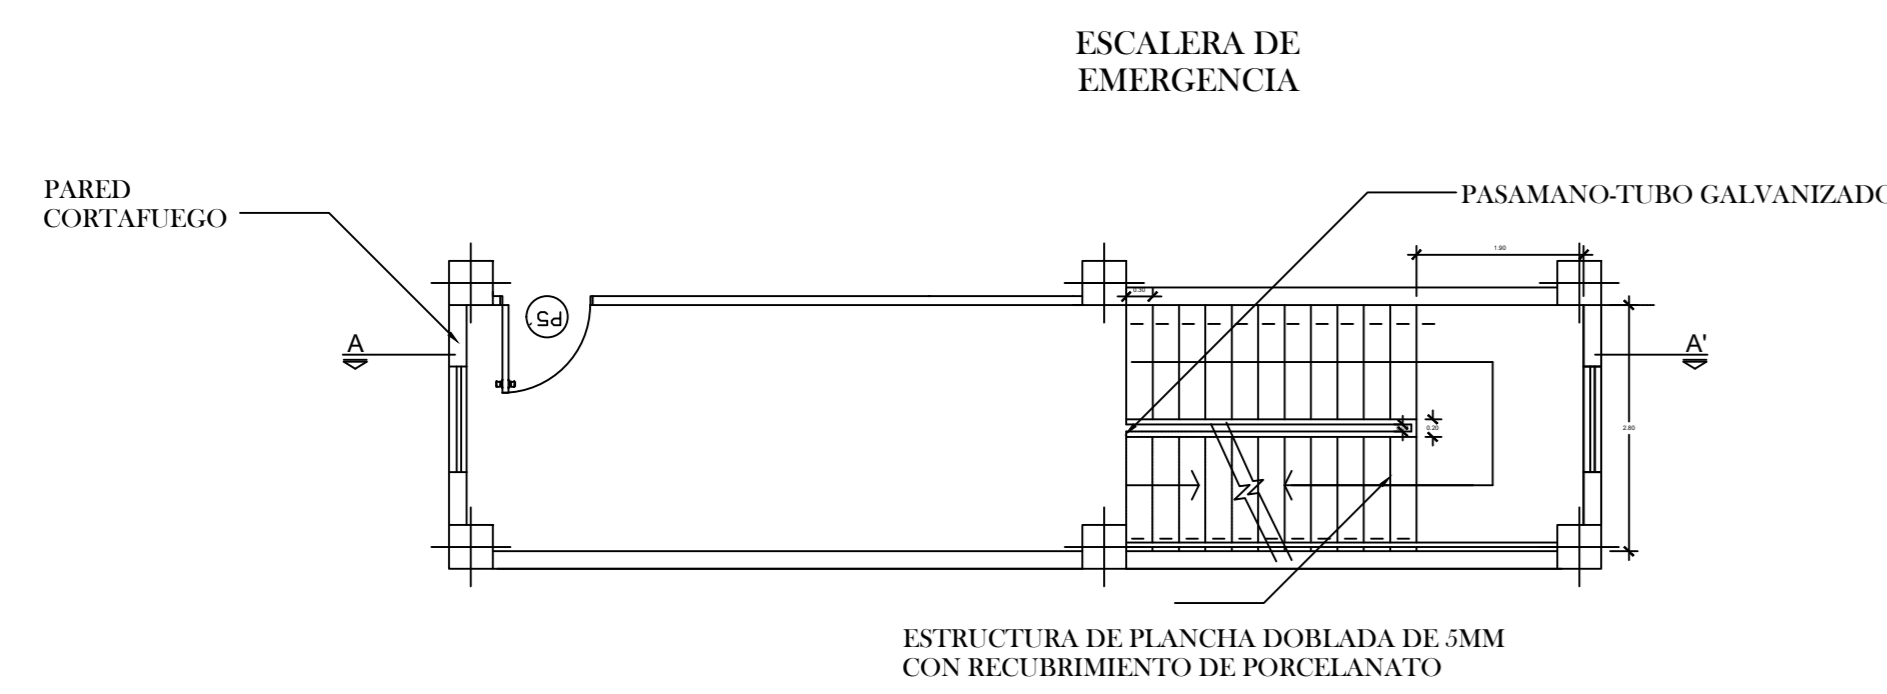 ESCALERA DE
EMERGENCIA
PARED
CORTAFUEGO
PASAMANO-TUBO GALVANIZADO
1.90
0.30
P5´
A
A'
0.20
2.80
ESTRUCTURA DE PLANCHA DOBLADA DE 5MM
CON RECUBRIMIENTO DE PORCELANATO